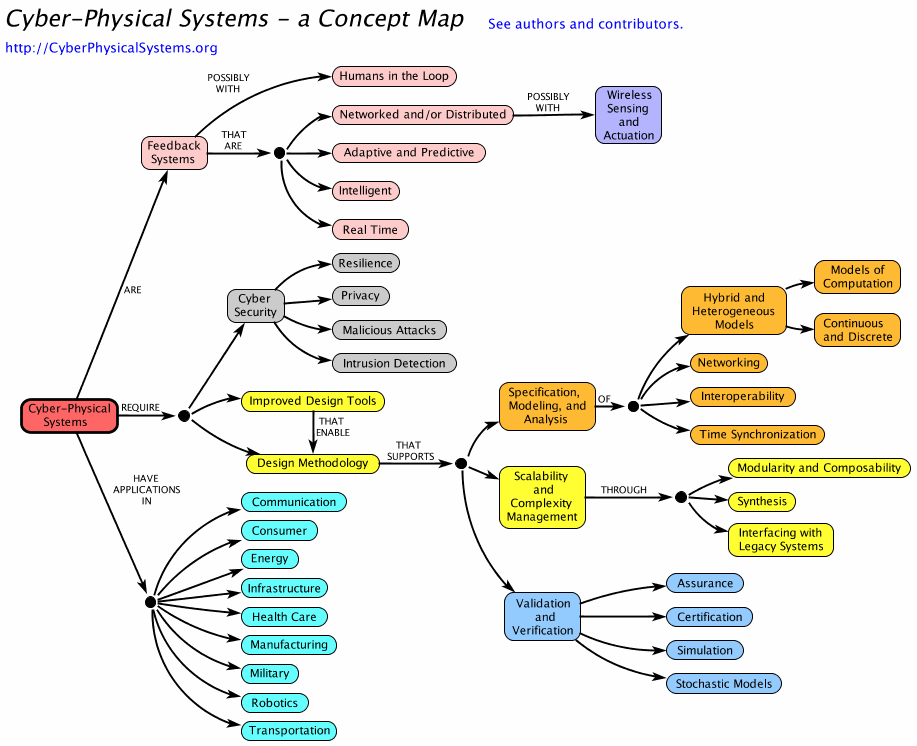 Cyber-Physical Systems - a Concept Map
See authors and contributors.
http://CyberPhysicalSystems.org
POSSIBLY
WITH
Humans in the Loop
Feedback
Systems
THAT
ARE
Networked and/or Distributed
POSSIBLY
WITH
Wireless
Sensing
and
Actuation
Adaptive and Predictive
Intelligent
Real Time
ARE
Cyber-Physical
Systems
REQUIRE
Cyber
Security
Resilience
Privacy
Malicious Attacks
Intrusion Detection
Improved Design Tools
THAT
ENABLE
Design Methodology
THAT
SUPPORTS
Specification,
Modeling, and
Analysis
OF
Hybrid and
Heterogeneous
Models
Models of
Computation
Continuous
and Discrete
Networking
Interoperability
Time Synchronization
Scalability
and
Complexity
Management
THROUGH
Modularity and Composability
Synthesis
Interfacing with
Legacy Systems
Validation
and
Verification
Assurance
Certification
Simulation
Stochastic Models
HAVE
APPLICATIONS
IN
Communication
Consumer
Energy
Infrastructure
Health Care
Manufacturing
Military
Robotics
Transportation